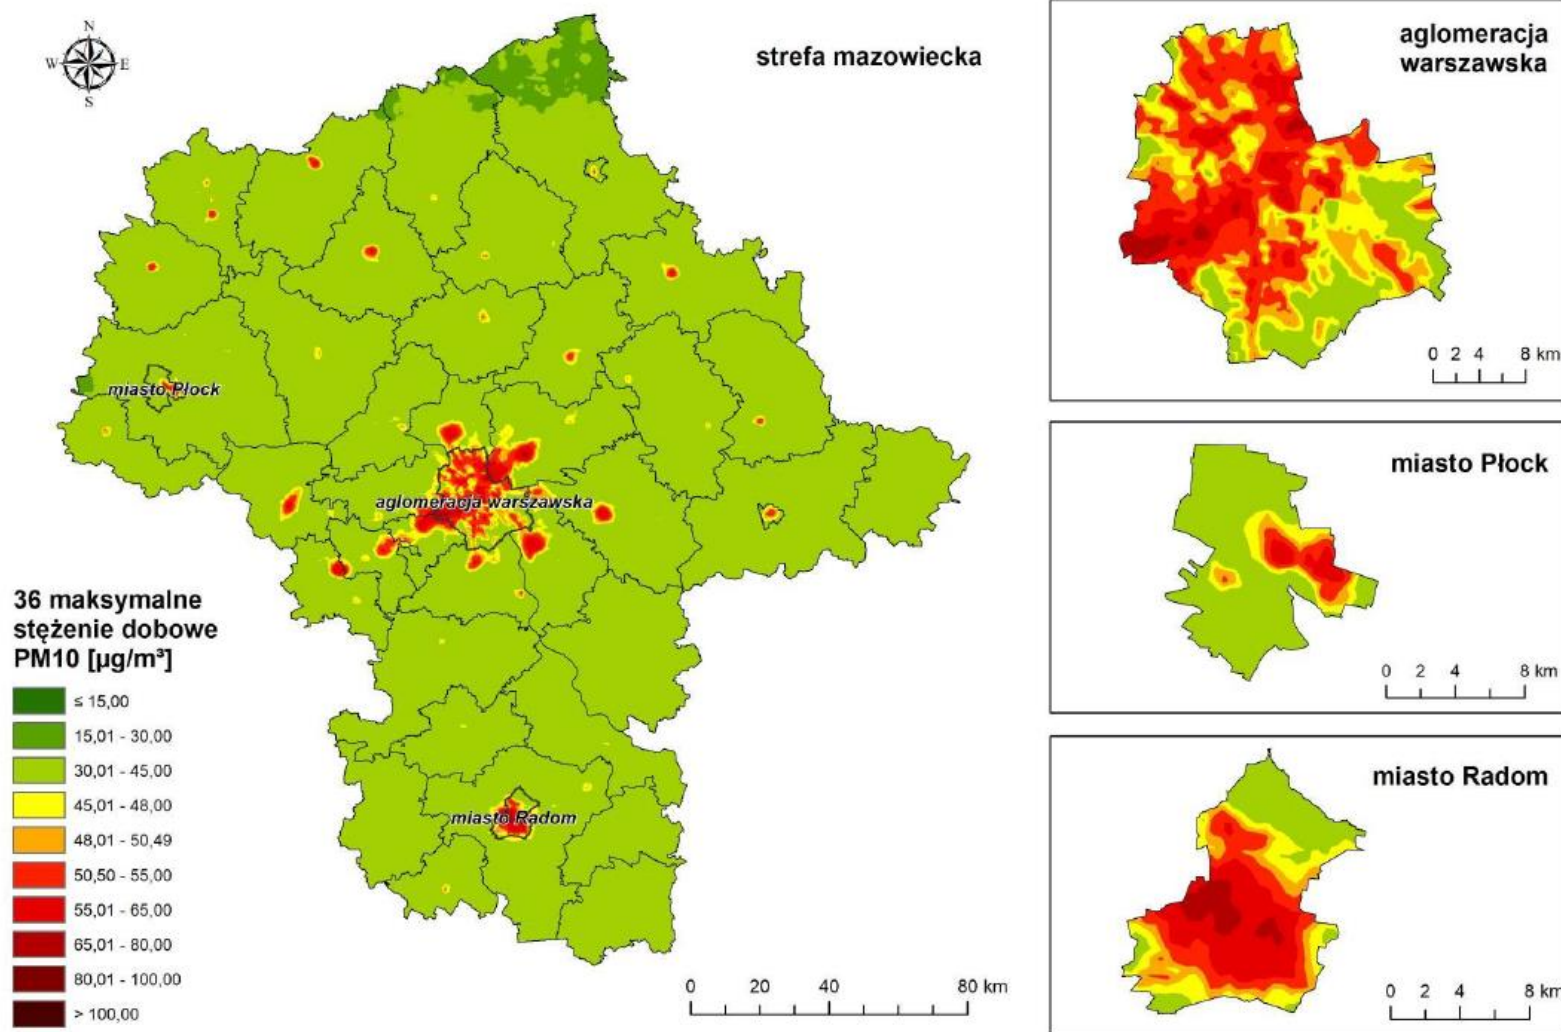 N
W E
S
strefa mazowiecka
aglomeracja
warszawska
0 2 4 8 km
miasto Płock
aglomeracja warszawska
miasto Radom
36 maksymalne
stężenie dobowe
PM10 [µg/m³]
≤ 15,00
15,01 - 30,00
30,01 - 45,00
45,01 - 48,00
48,01 - 50,49
50,50 - 55,00
55,01 - 65,00
65,01 - 80,00
80,01 - 100,00
> 100,00
0 20 40 80 km
miasto Płock
0 2 4 8 km
miasto Radom
0 2 4 8 km